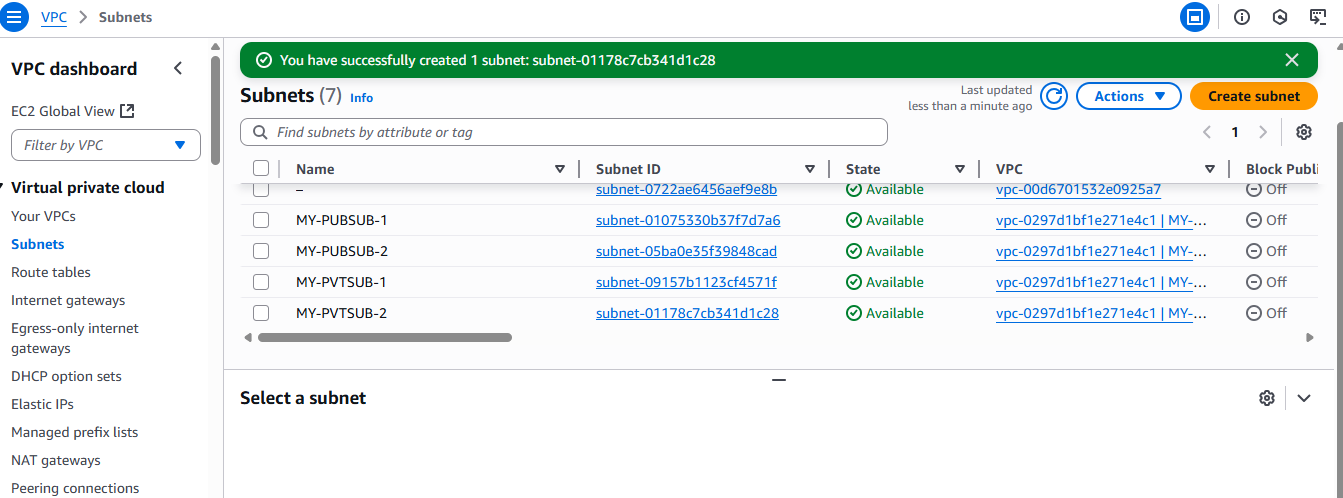 VPC > Subnets
VPC dashboard
EC2 Global View
Filter by VPC
Virtual private cloud
Your VPCs
Subnets
Route tables
Internet gateways
Egress-only internet
gateways
DHCP option sets
Elastic IPs
Managed prefix lists
NAT gateways
Peering connections
You have successfully created 1 subnet: subnet-01178c7cb341d1c28
Subnets (7) Info
Last updated
less than a minute ago
Actions
Create subnet
Find subnets by attribute or tag
1
Name Subnet ID State VPC Block Publi
– subnet-0722ae6456aef9e8b Available vpc-00d6701532e0925a7 Off
MY-PUBSUB-1 subnet-01075330b37f7d7a6 Available vpc-0297d1bf1e271e4c1 | MY-... Off
MY-PUBSUB-2 subnet-05ba0e35f39848cad Available vpc-0297d1bf1e271e4c1 | MY-... Off
MY-PVTSUB-1 subnet-09157b1123cf4571f Available vpc-0297d1bf1e271e4c1 | MY-... Off
MY-PVTSUB-2 subnet-01178c7cb341d1c28 Available vpc-0297d1bf1e271e4c1 | MY-... Off
Select a subnet